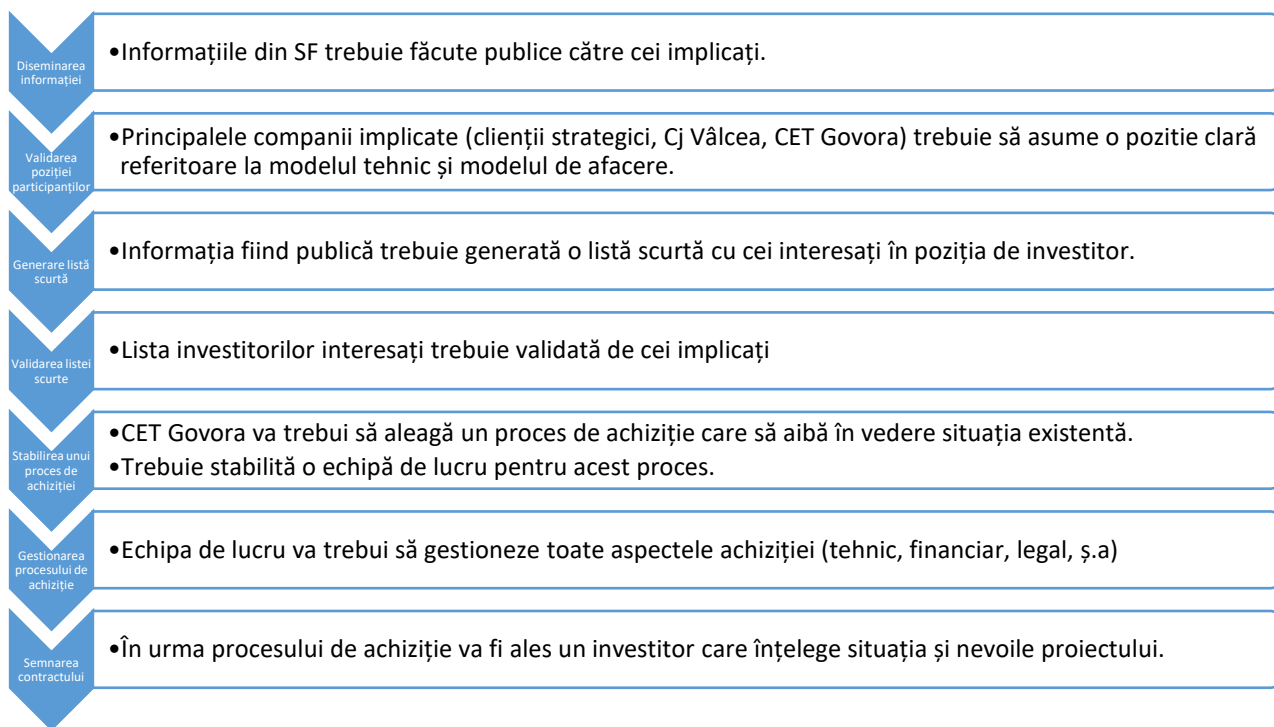 Diseminarea
informației
•Informațiile din SF trebuie făcute publice către cei implicați.
Validarea
poziției
participanților
•Principalele companii implicate (clienții strategici, Cj Vâlcea, CET Govora) trebuie să asume o pozitie clară
referitoare la modelul tehnic și modelul de afacere.
Generare listă
scurtă
•Informația fiind publică trebuie generată o listă scurtă cu cei interesați în poziția de investitor.
Validarea listei
scurte
•Lista investitorilor interesați trebuie validată de cei implicați
Stabilirea unui
proces de
achiziției
•CET Govora va trebui să aleagă un proces de achiziție care să aibă în vedere situația existentă.
•Trebuie stabilită o echipă de lucru pentru acest proces.
Gestionarea
procesului de
achiziție
•Echipa de lucru va trebui să gestioneze toate aspectele achiziției (tehnic, financiar, legal, ș.a)
Semnarea
contractului
•În urma procesului de achiziție va fi ales un investitor care înțelege situația și nevoile proiectului.